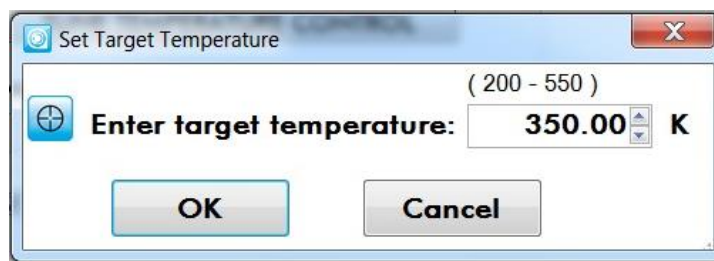 Set Target Temperature
( 200 - 550 )
Enter target temperature: 350.00 K
OK Cancel